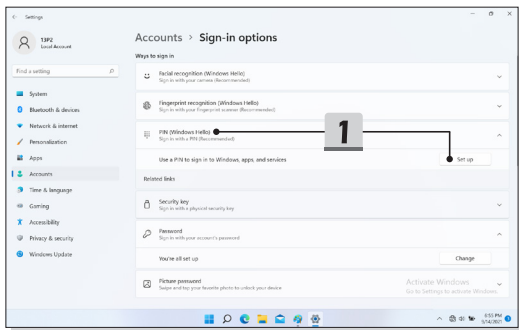 Settings
13P2
Local Account
Find a setting
System
Bluetooth & devices
Network & internet
Personalization
Apps
Accounts
Time & language
Gaming
Accessibility
Privacy & security
Windows Update
Accounts > Sign-in options
Ways to sign in
Facial recognition (Windows Hello)
Sign in with your camera (Recommended)
Fingerprint recognition (Windows Hello)
Sign in with your fingerprint scanner (Recommended)
PIN (Windows Hello)
Sign in with a PIN (Recommended)
1
Use a PIN to sign in to Windows, apps, and services
Set up
Related links
Security key
Sign in with a physical security key
Password
Sign in with your account's password
You're all set up
Change
Picture password
Swipe and tap your favorite photo to unlock your device
Activate Windows
Go to Settings to activate Windows.
6:55 PM
9/14/2021